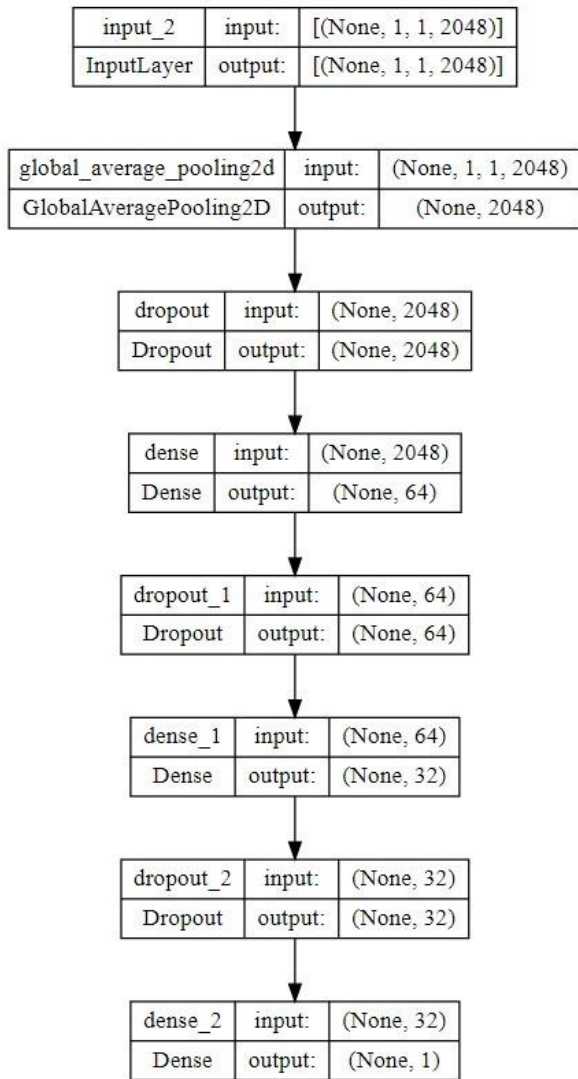 input_2 input: [(None, 1, 1, 2048)]
InputLayer output: [(None, 1, 1, 2048)]
global_average_pooling2d input: (None, 1, 1, 2048)
GlobalAveragePooling2D output: (None, 2048)
dropout input: (None, 2048)
Dropout output: (None, 2048)
dense input: (None, 2048)
Dense output: (None, 64)
dropout_1 input: (None, 64)
Dropout output: (None, 64)
dense_1 input: (None, 64)
Dense output: (None, 32)
dropout_2 input: (None, 32)
Dropout output: (None, 32)
dense_2 input: (None, 32)
Dense output: (None, 1)